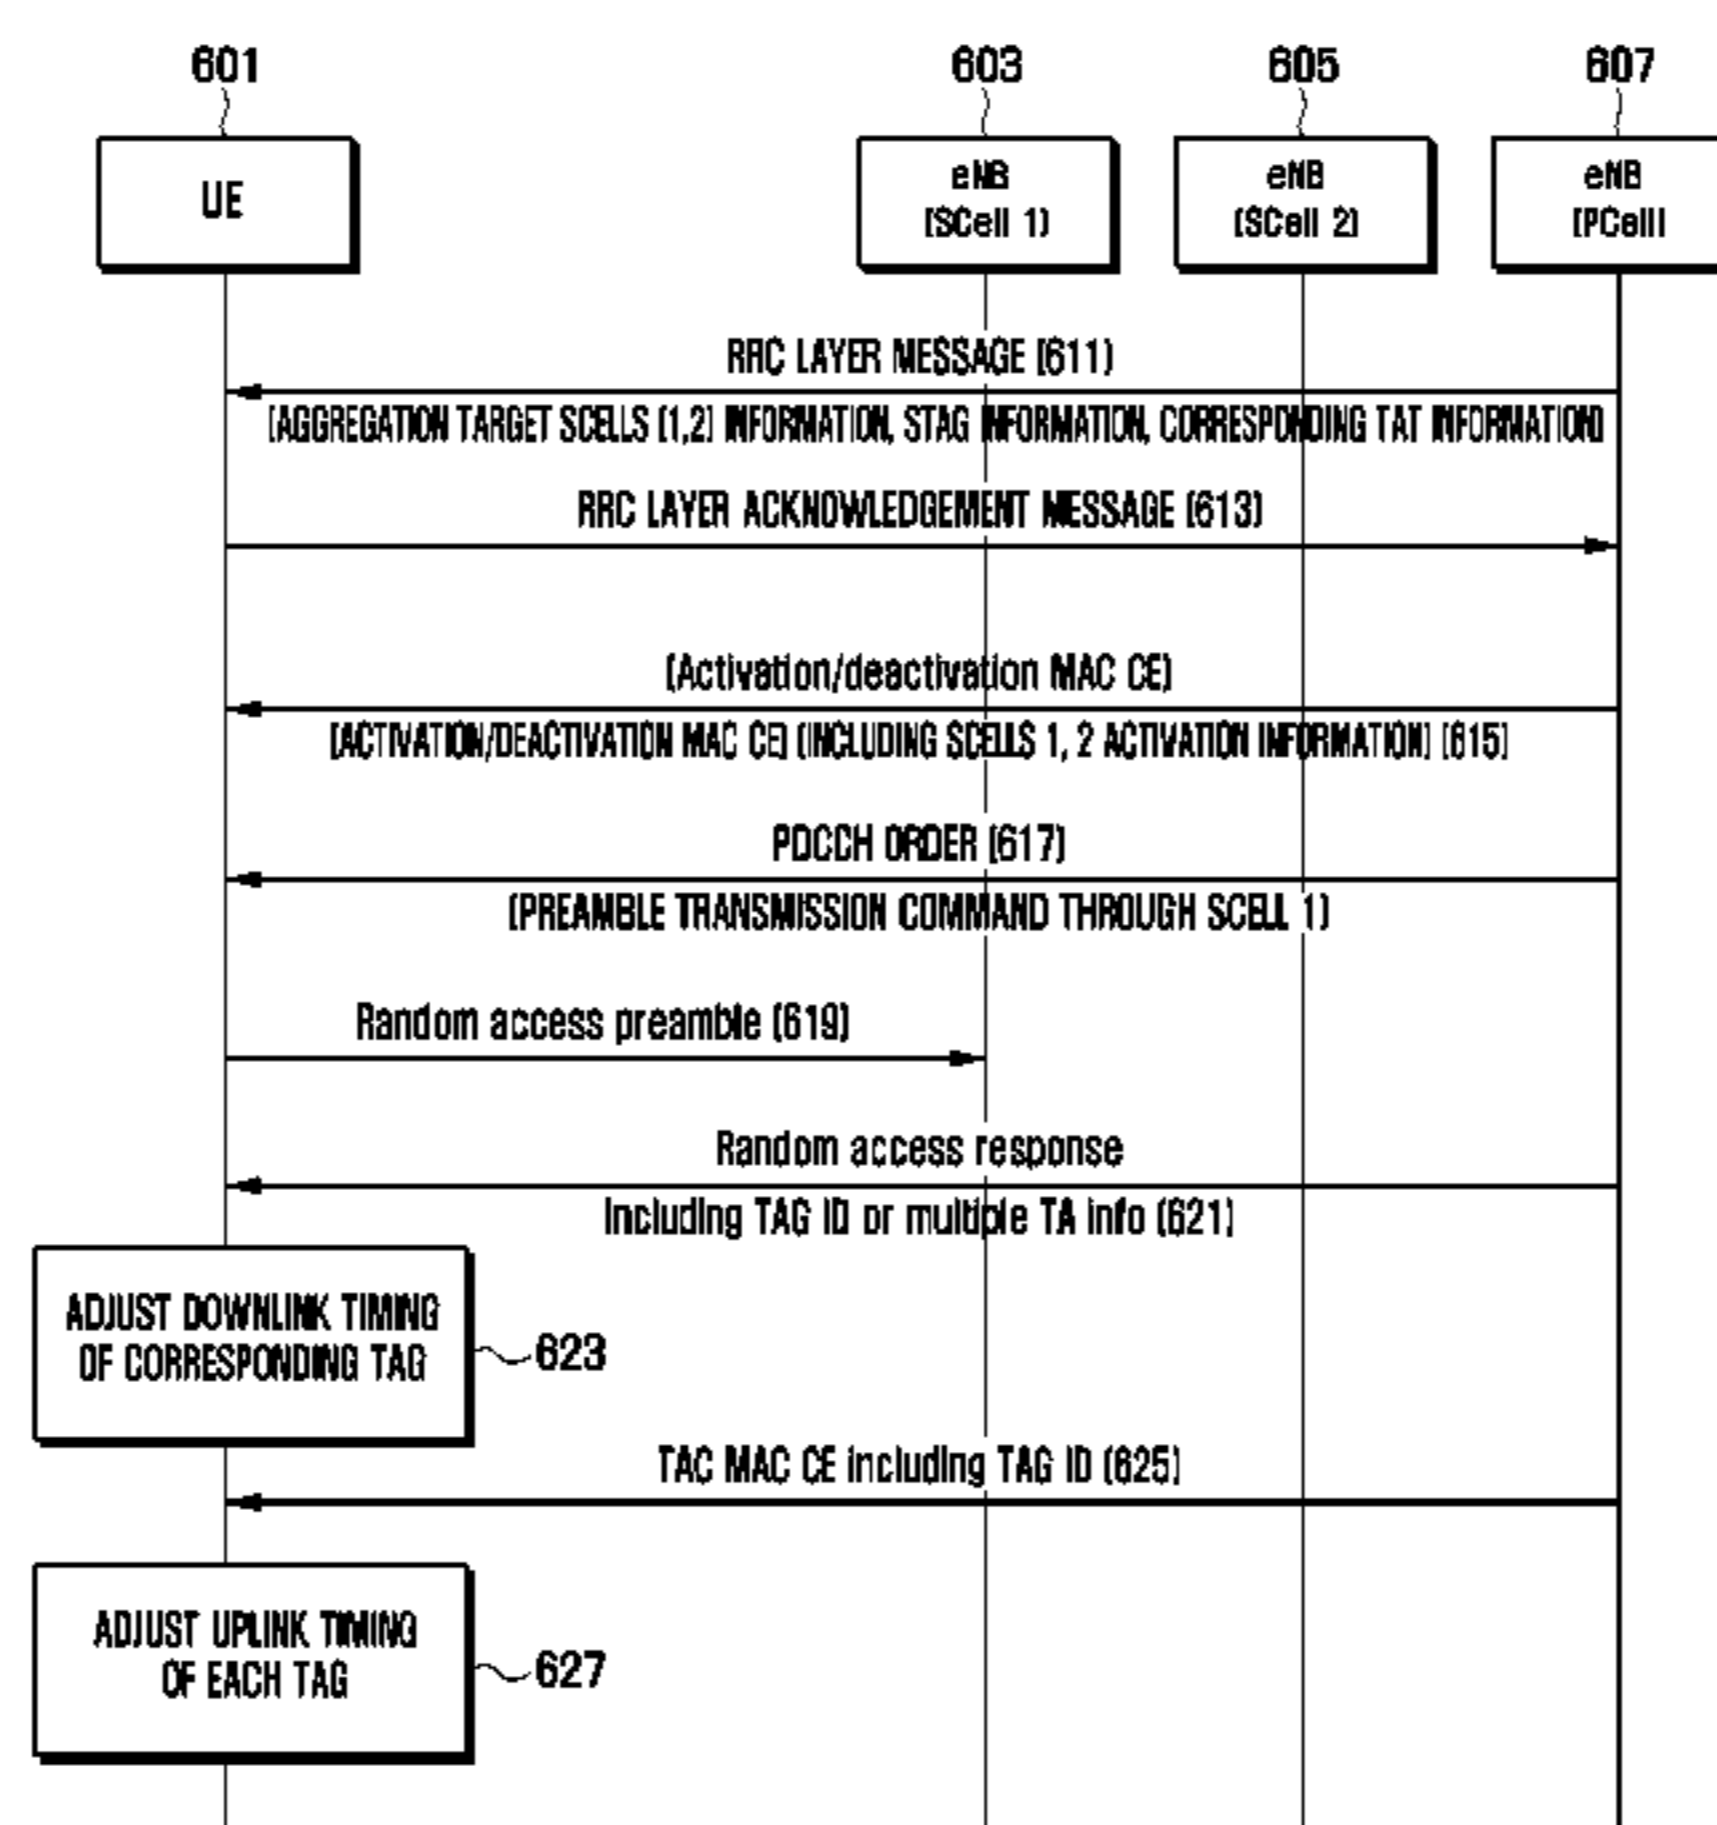 601
603
605
607
UE
eNB
(SCell 1)
eNB
(SCell 2)
eNB
(PCell)
RRC LAYER MESSAGE (611)
(AGGREGATION TARGET SCELLS (1,2) INFORMATION, STAG INFORMATION, CORRESPONDING TAT INFORMATION)
RRC LAYER ACKNOWLEDGEMENT MESSAGE (613)
(Activation/deactivation MAC CE)
(ACTIVATION/DEACTIVATION MAC CE) (INCLUDING SCELLS 1, 2 ACTIVATION INFORMATION) (615)
PDCCH ORDER (617)
(PREAMBLE TRANSMISSION COMMAND THROUGH SCELL 1)
Random access preamble (619)
Random access response
including TAG ID or multiple TA info (621)
ADJUST DOWNLINK TIMING
OF CORRESPONDING TAG
623
TAC MAC CE including TAG ID (625)
ADJUST UPLINK TIMING
OF EACH TAG
627